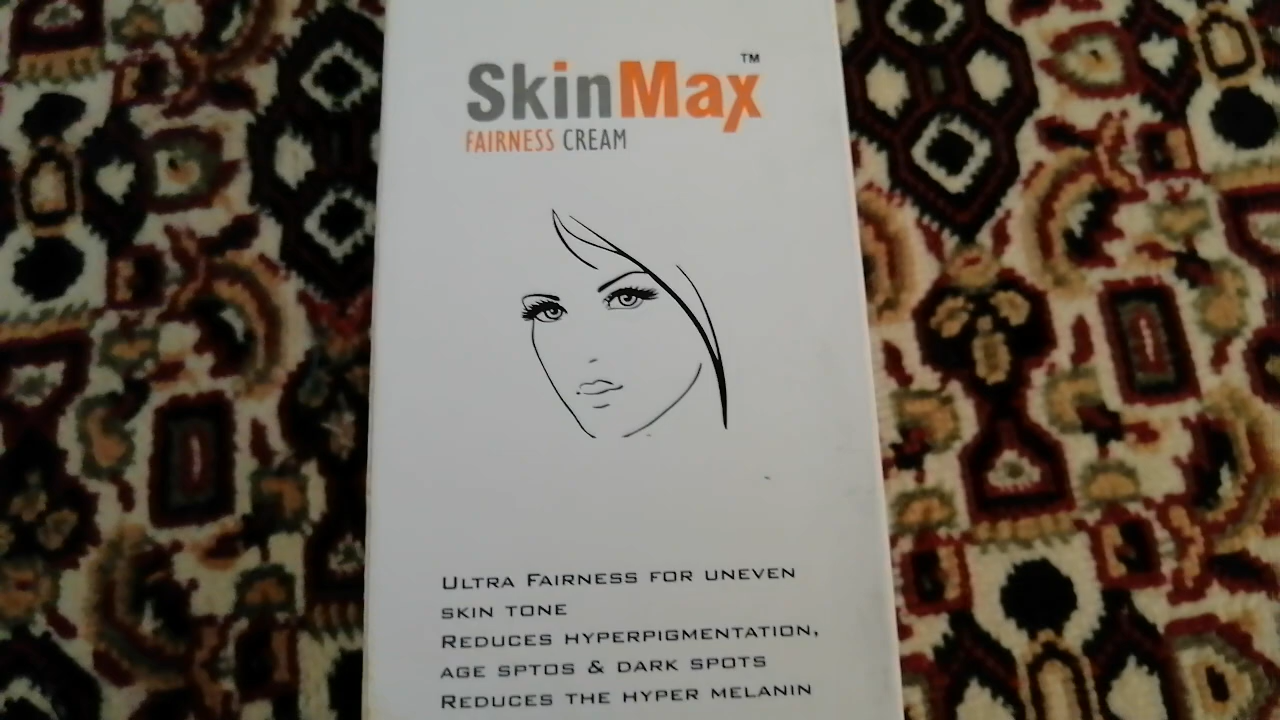 SkinMax™
FAIRNESS CREAM
ULTRA FAIRNESS FOR UNEVEN
SKIN TONE
REDUCES HYPERPIGMENTATION,
AGE SPTOS & DARK SPOTS
REDUCES THE HYPER MELANIN